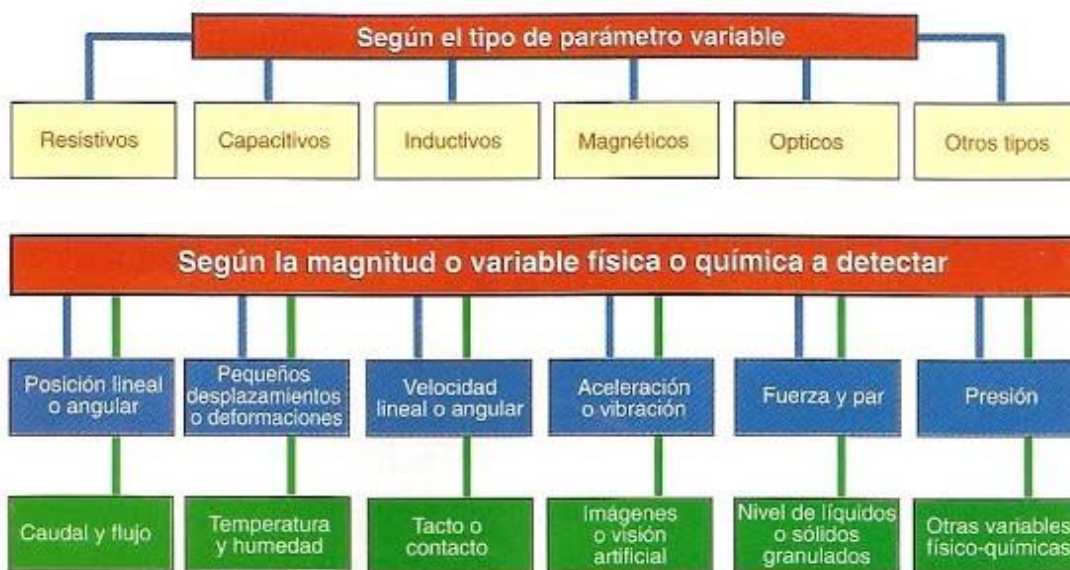 Según el tipo de parámetro variable
Resistivos
Capacitivos
Inductivos
Magnéticos
Opticos
Otros tipos
Según la magnitud o variable física o química a detectar
Posición lineal
o angular
Pequeños
desplazamientos
o deformaciones
Velocidad
lineal o angular
Aceleración
o vibración
Fuerza y par
Presión
Caudal y flujo
Temperatura
y humedad
Tacto o
contacto
Imágenes
o visión
artificial
Nivel de líquidos
o sólidos
granulados
Otras variables
físico-químicas